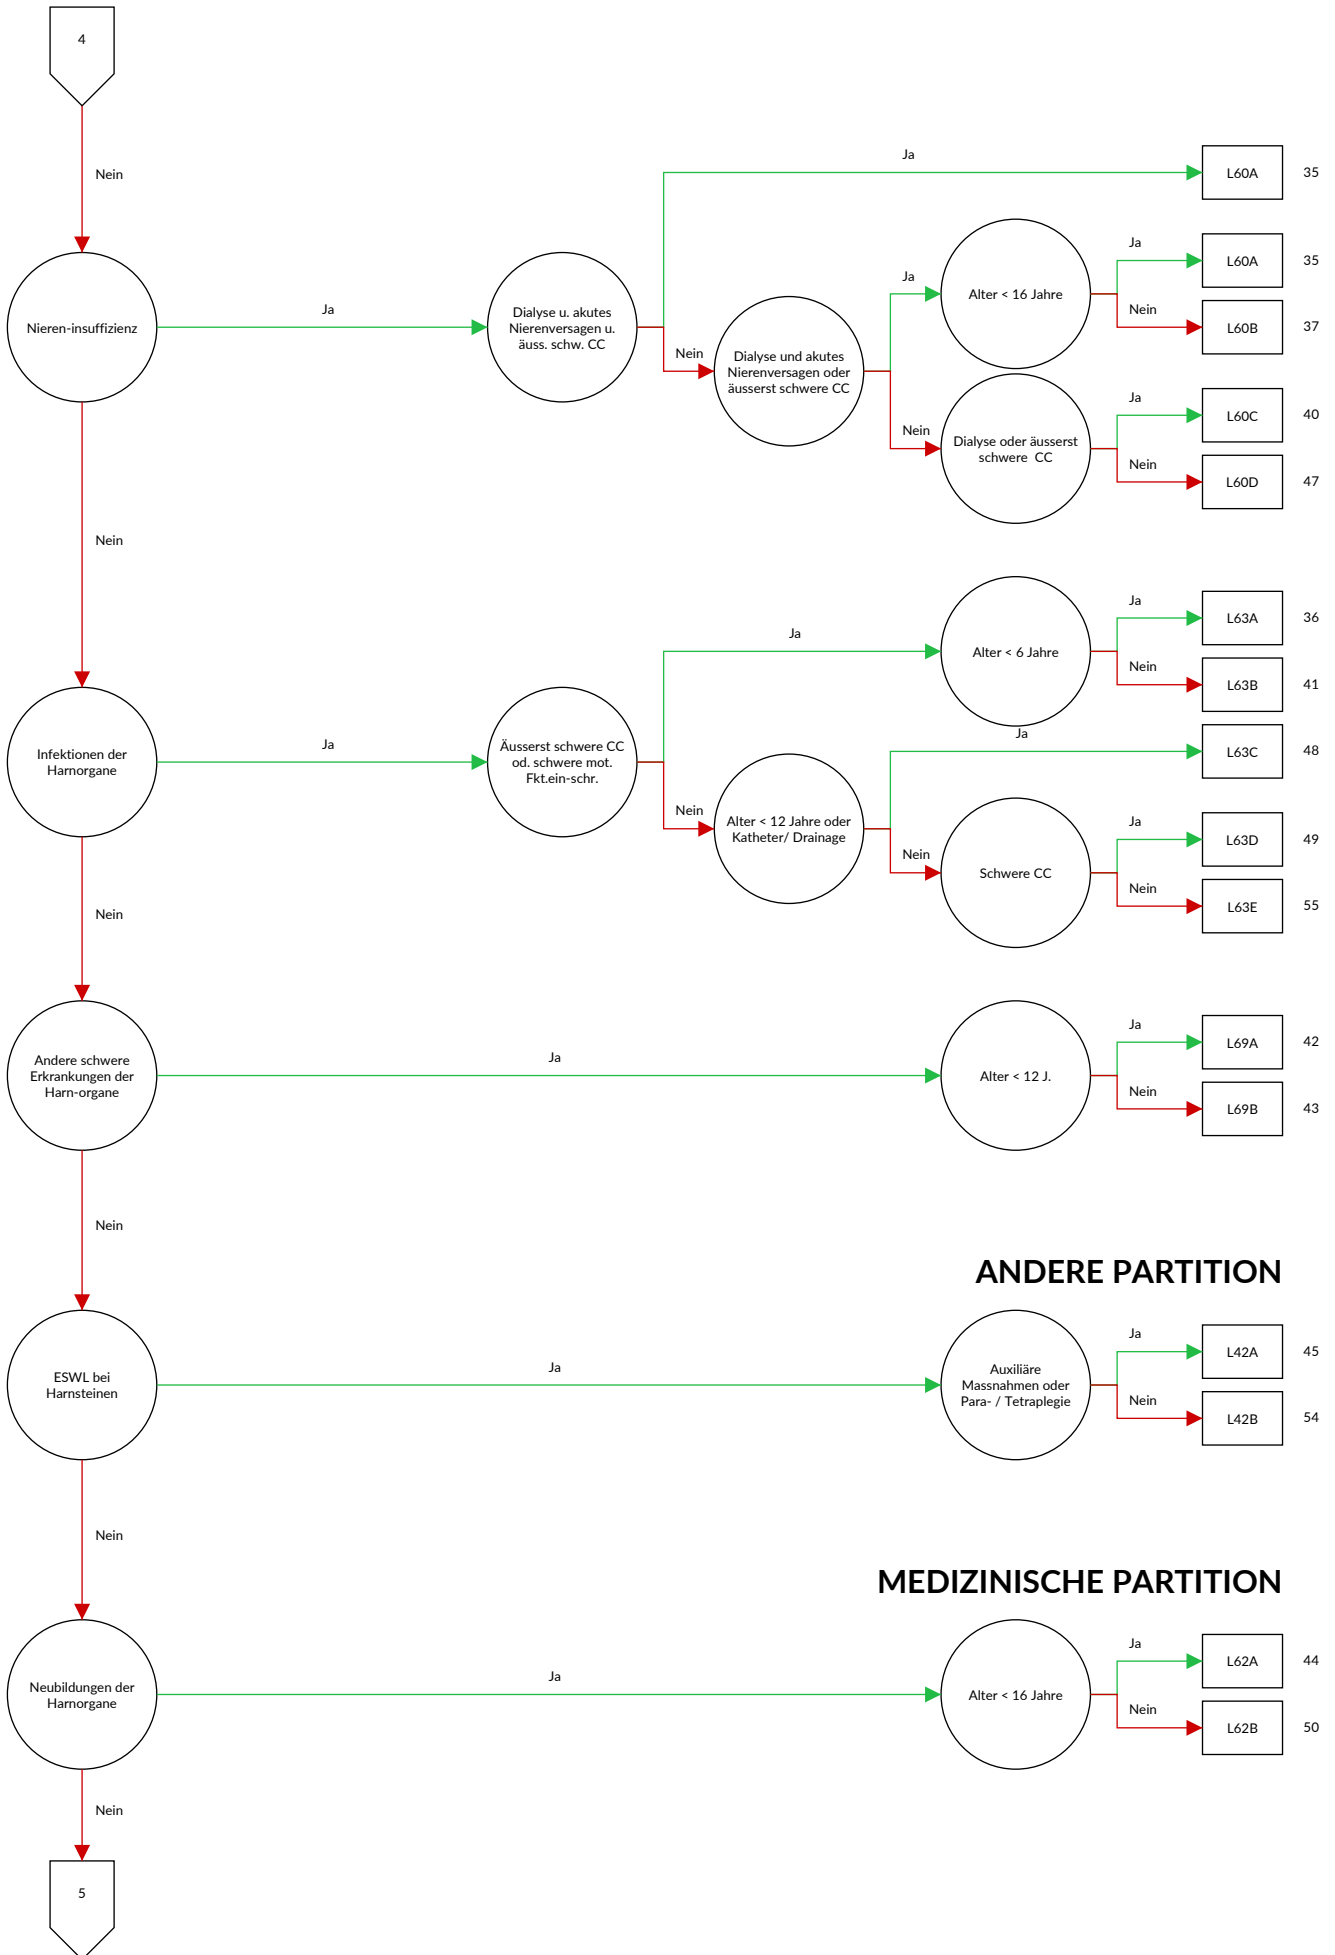 4
Nein
Ja
L60A
35
Nieren-insuffizienz
Ja
Dialyse u. akutes
Nierenversagen u.
äuss. schw. CC
Nein
Dialyse und akutes
Nierenversagen oder
äusserst schwere CC
Ja
Alter < 16 Jahre
Ja
L60A
35
Nein
L60B
37
Nein
Dialyse oder äusserst
schwere CC
Ja
L60C
40
Nein
L60D
47
Nein
Infektionen der
Harnorgane
Ja
Äusserst schwere CC
od. schwere mot.
Fkt.ein-schr.
Ja
Alter < 6 Jahre
Ja
L63A
36
Nein
L63B
41
Nein
Alter < 12 Jahre oder
Katheter/ Drainage
Ja
L63C
48
Nein
Schwere CC
Ja
L63D
49
Nein
L63E
55
Nein
Andere schwere
Erkrankungen der
Harn-organe
Ja
Alter < 12 J.
Ja
L69A
42
Nein
L69B
43
Nein
ANDERE PARTITION
ESWL bei
Harnsteinen
Ja
Auxiliäre
Massnahmen oder
Para- / Tetraplegie
Ja
L42A
45
Nein
L42B
54
Nein
MEDIZINISCHE PARTITION
Neubildungen der
Harnorgane
Ja
Alter < 16 Jahre
Ja
L62A
44
Nein
L62B
50
Nein
5